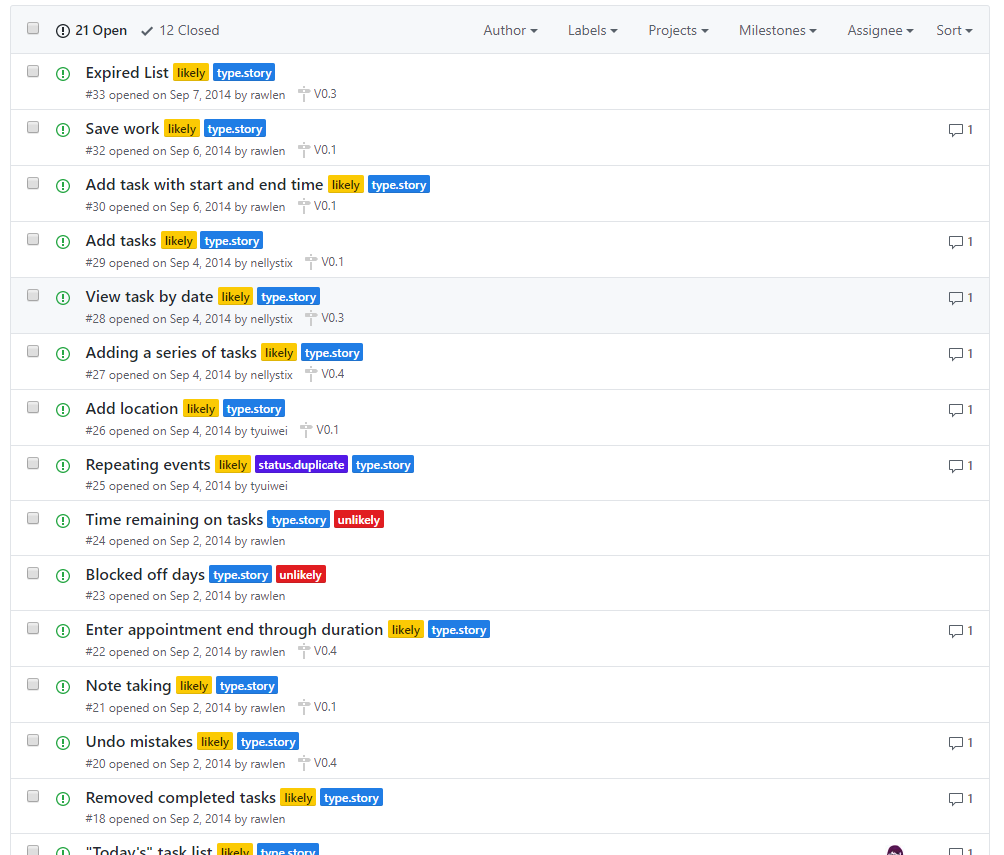 21 Open 12 Closed Author Labels Projects Milestones Assignee Sort
Expired List likely type.story
#33 opened on Sep 7, 2014 by rawlen V0.3
Save work likely type.story 1
#32 opened on Sep 6, 2014 by rawlen V0.1
Add task with start and end time likely type.story
#30 opened on Sep 6, 2014 by rawlen V0.1
Add tasks likely type.story 1
#29 opened on Sep 4, 2014 by nellystix V0.1
View task by date likely type.story 1
#28 opened on Sep 4, 2014 by nellystix V0.3
Adding a series of tasks likely type.story 1
#27 opened on Sep 4, 2014 by nellystix V0.4
Add location likely type.story 1
#26 opened on Sep 4, 2014 by tyuiwei V0.1
Repeating events likely status.duplicate type.story 1
#25 opened on Sep 4, 2014 by tyuiwei
Time remaining on tasks type.story unlikely
#24 opened on Sep 2, 2014 by rawlen
Blocked off days type.story unlikely
#23 opened on Sep 2, 2014 by rawlen
Enter appointment end through duration likely type.story 1
#22 opened on Sep 2, 2014 by rawlen V0.4
Note taking likely type.story
#21 opened on Sep 2, 2014 by rawlen V0.1
Undo mistakes likely type.story 1
#20 opened on Sep 2, 2014 by rawlen V0.4
Removed completed tasks likely type.story 1
#18 opened on Sep 2, 2014 by rawlen
"Today's" task list likely type.story 1